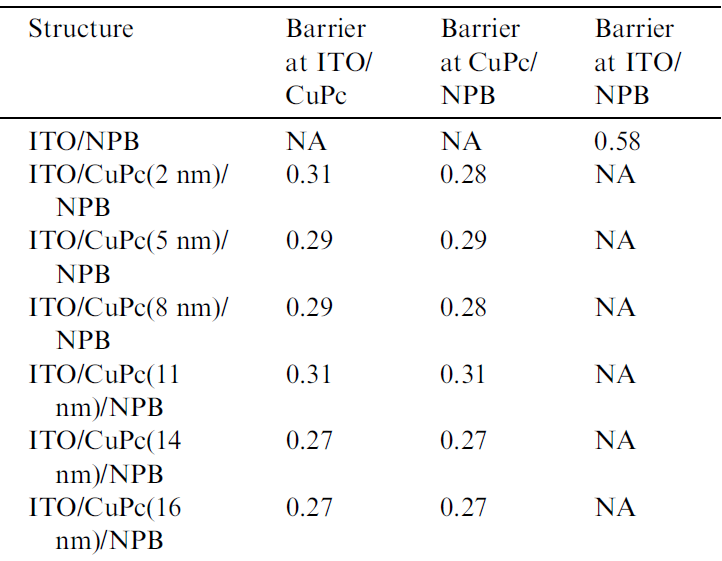 Structure Barrier Barrier Barrier
at ITO/ at CuPc/ at ITO/
CuPc NPB NPB
ITO/NPB NA NA 0.58
ITO/CuPc(2 nm)/ 0.31 0.28 NA
NPB
ITO/CuPc(5 nm)/ 0.29 0.29 NA
NPB
ITO/CuPc(8 nm)/ 0.29 0.28 NA
NPB
ITO/CuPc(11 0.31 0.31 NA
nm)/NPB
ITO/CuPc(14 0.27 0.27 NA
nm)/NPB
ITO/CuPc(16 0.27 0.27 NA
nm)/NPB